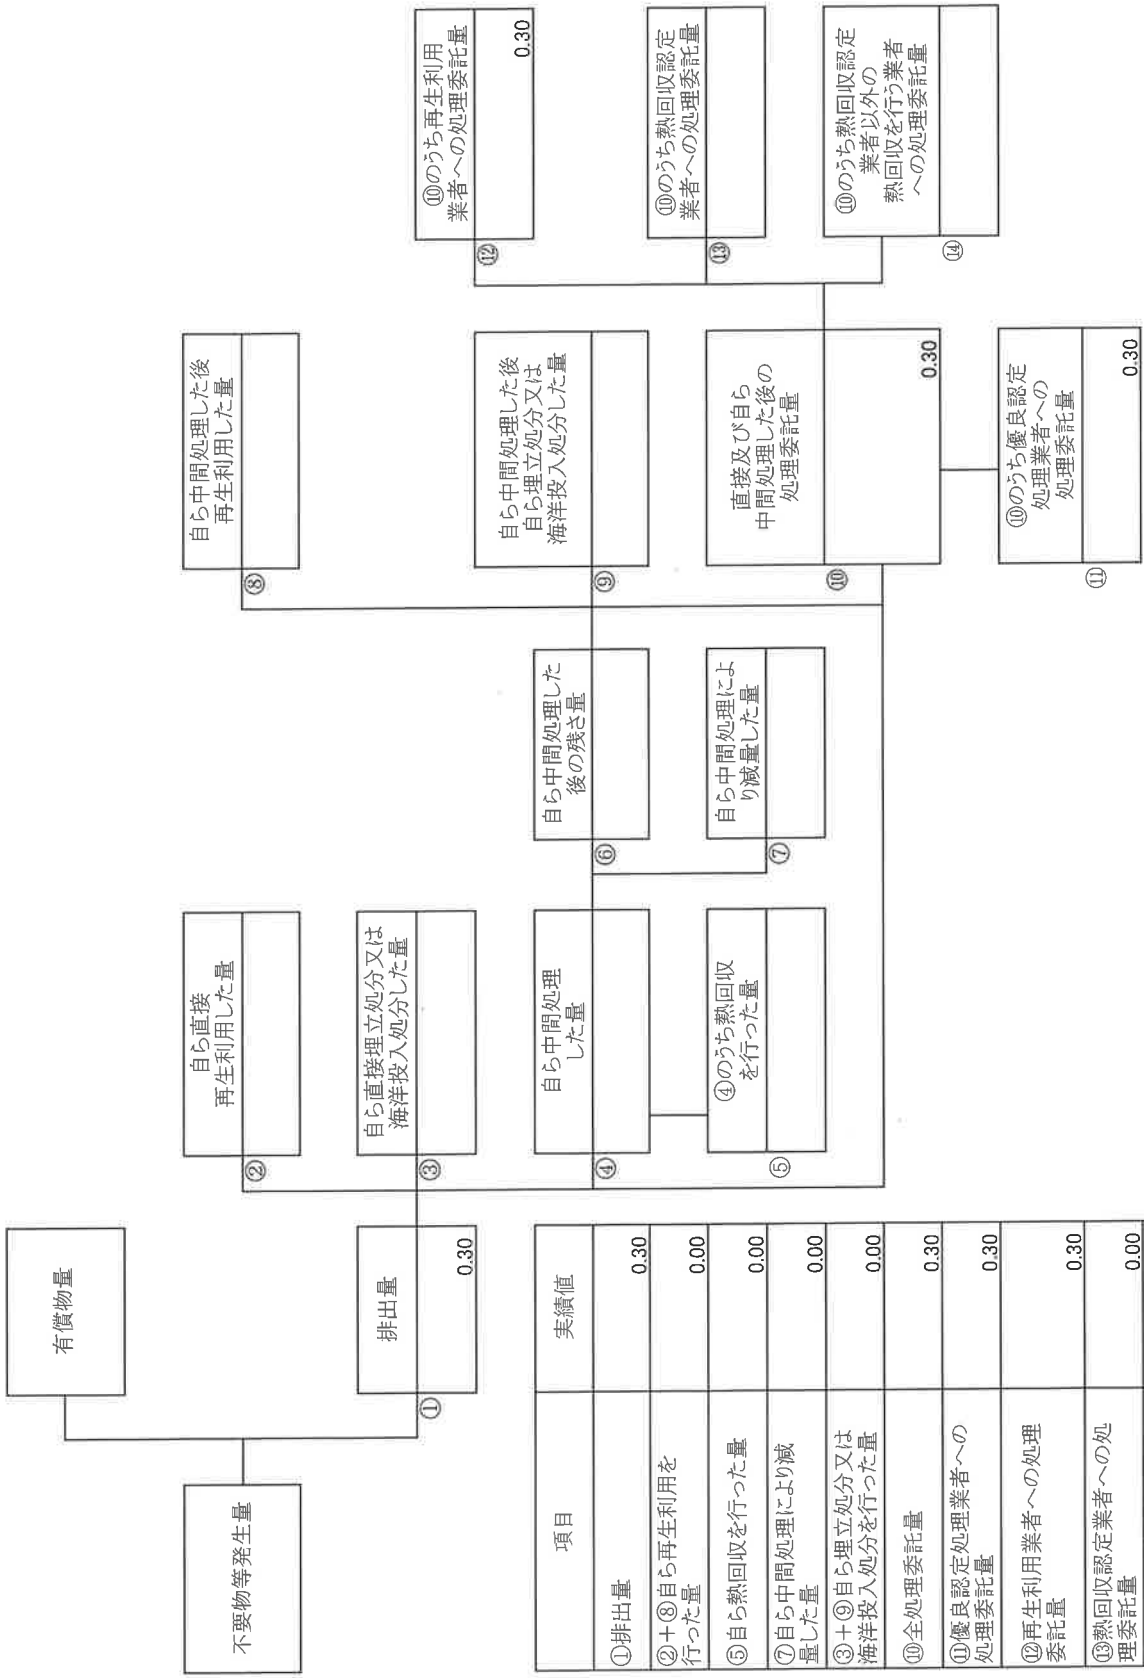 不要物等発生量
有償物量
排出量
①
0.30
自ら直接
再生利用した量
②
自ら直接埋立処分又は
海洋投入処分した量
③
自ら中間処理
した量
④
④のうち熱回収
を行った量
⑤
自ら中間処理した
後の残さ量
⑥
自ら中間処理によ
り減量した量
⑦
自ら中間処理した後
再生利用した量
⑧
自ら中間処理した後
自ら埋立処分又は
海洋投入処分した量
⑨
直接及び自ら
中間処理した後の
処理委託量
⑩
0.30
⑩のうち優良認定
処理業者への
処理委託量
⑪
0.30
⑩のうち再生利用
業者への処理委託量
⑫
0.30
⑩のうち熱回収認定
業者への処理委託量
⑬
⑩のうち熱回収認定
業者以外の
熱回収を行う業者
への処理委託量
⑭
項目 実績値
①排出量 0.30
②+⑧自ら再生利用を
行った量 0.00
⑤自ら熱回収を行った量 0.00
⑦自ら中間処理により減
量した量 0.00
③+⑨自ら埋立処分又は
海洋投入処分を行った量 0.00
⑩全処理委託量 0.30
⑪優良認定処理業者への
処理委託量 0.30
⑫再生利用業者への処理
委託量 0.30
⑬熱回収認定業者への処
理委託量 0.00